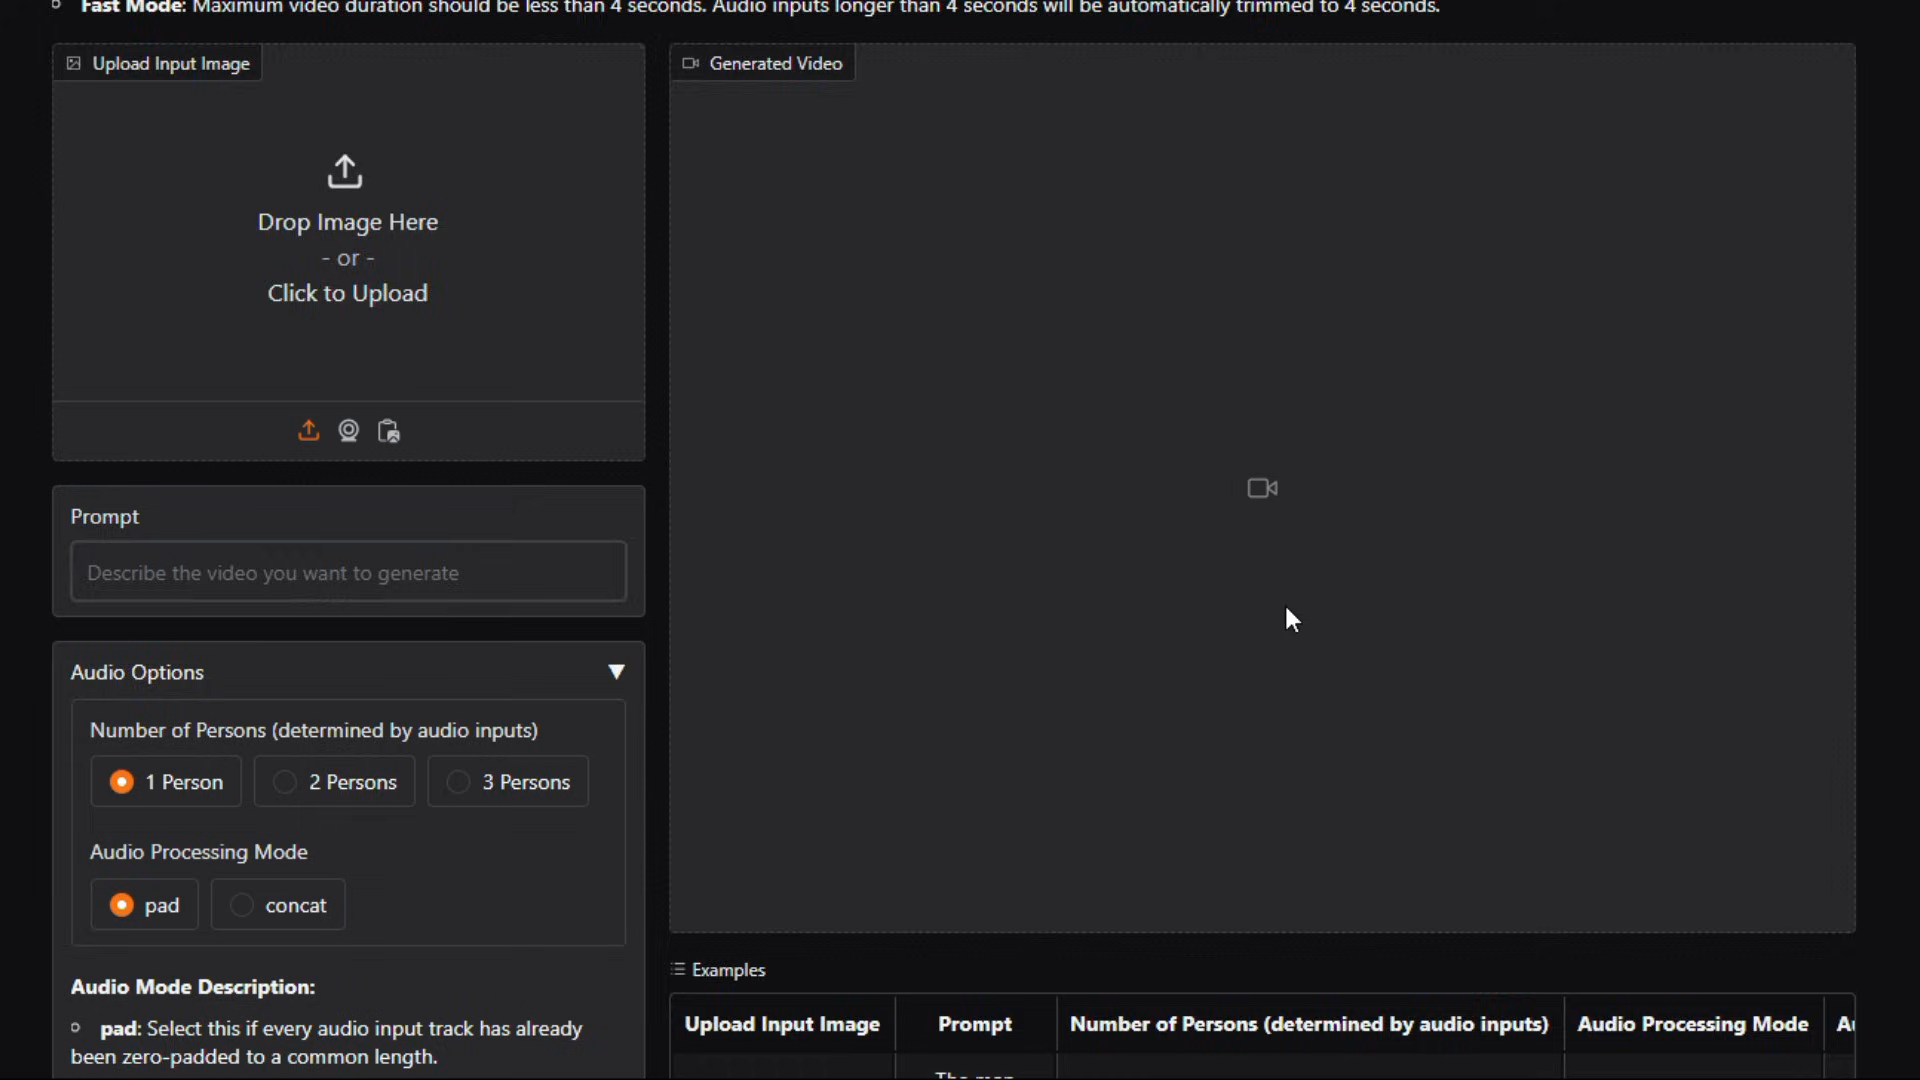 Fast Mode: Maximum video duration should be less than 4 seconds. Audio inputs longer than 4 seconds will be automatically trimmed to 4 seconds.
Upload Input Image
Generated Video
Drop Image Here
- or -
Click to Upload
Prompt
Describe the video you want to generate
Audio Options
Number of Persons (determined by audio inputs)
1 Person
2 Persons
3 Persons
Audio Processing Mode
pad
concat
Audio Mode Description:
pad: Select this if every audio input track has already
been zero-padded to a common length.
Examples
Upload Input Image
Prompt
Number of Persons (determined by audio inputs)
Audio Processing Mode
The man